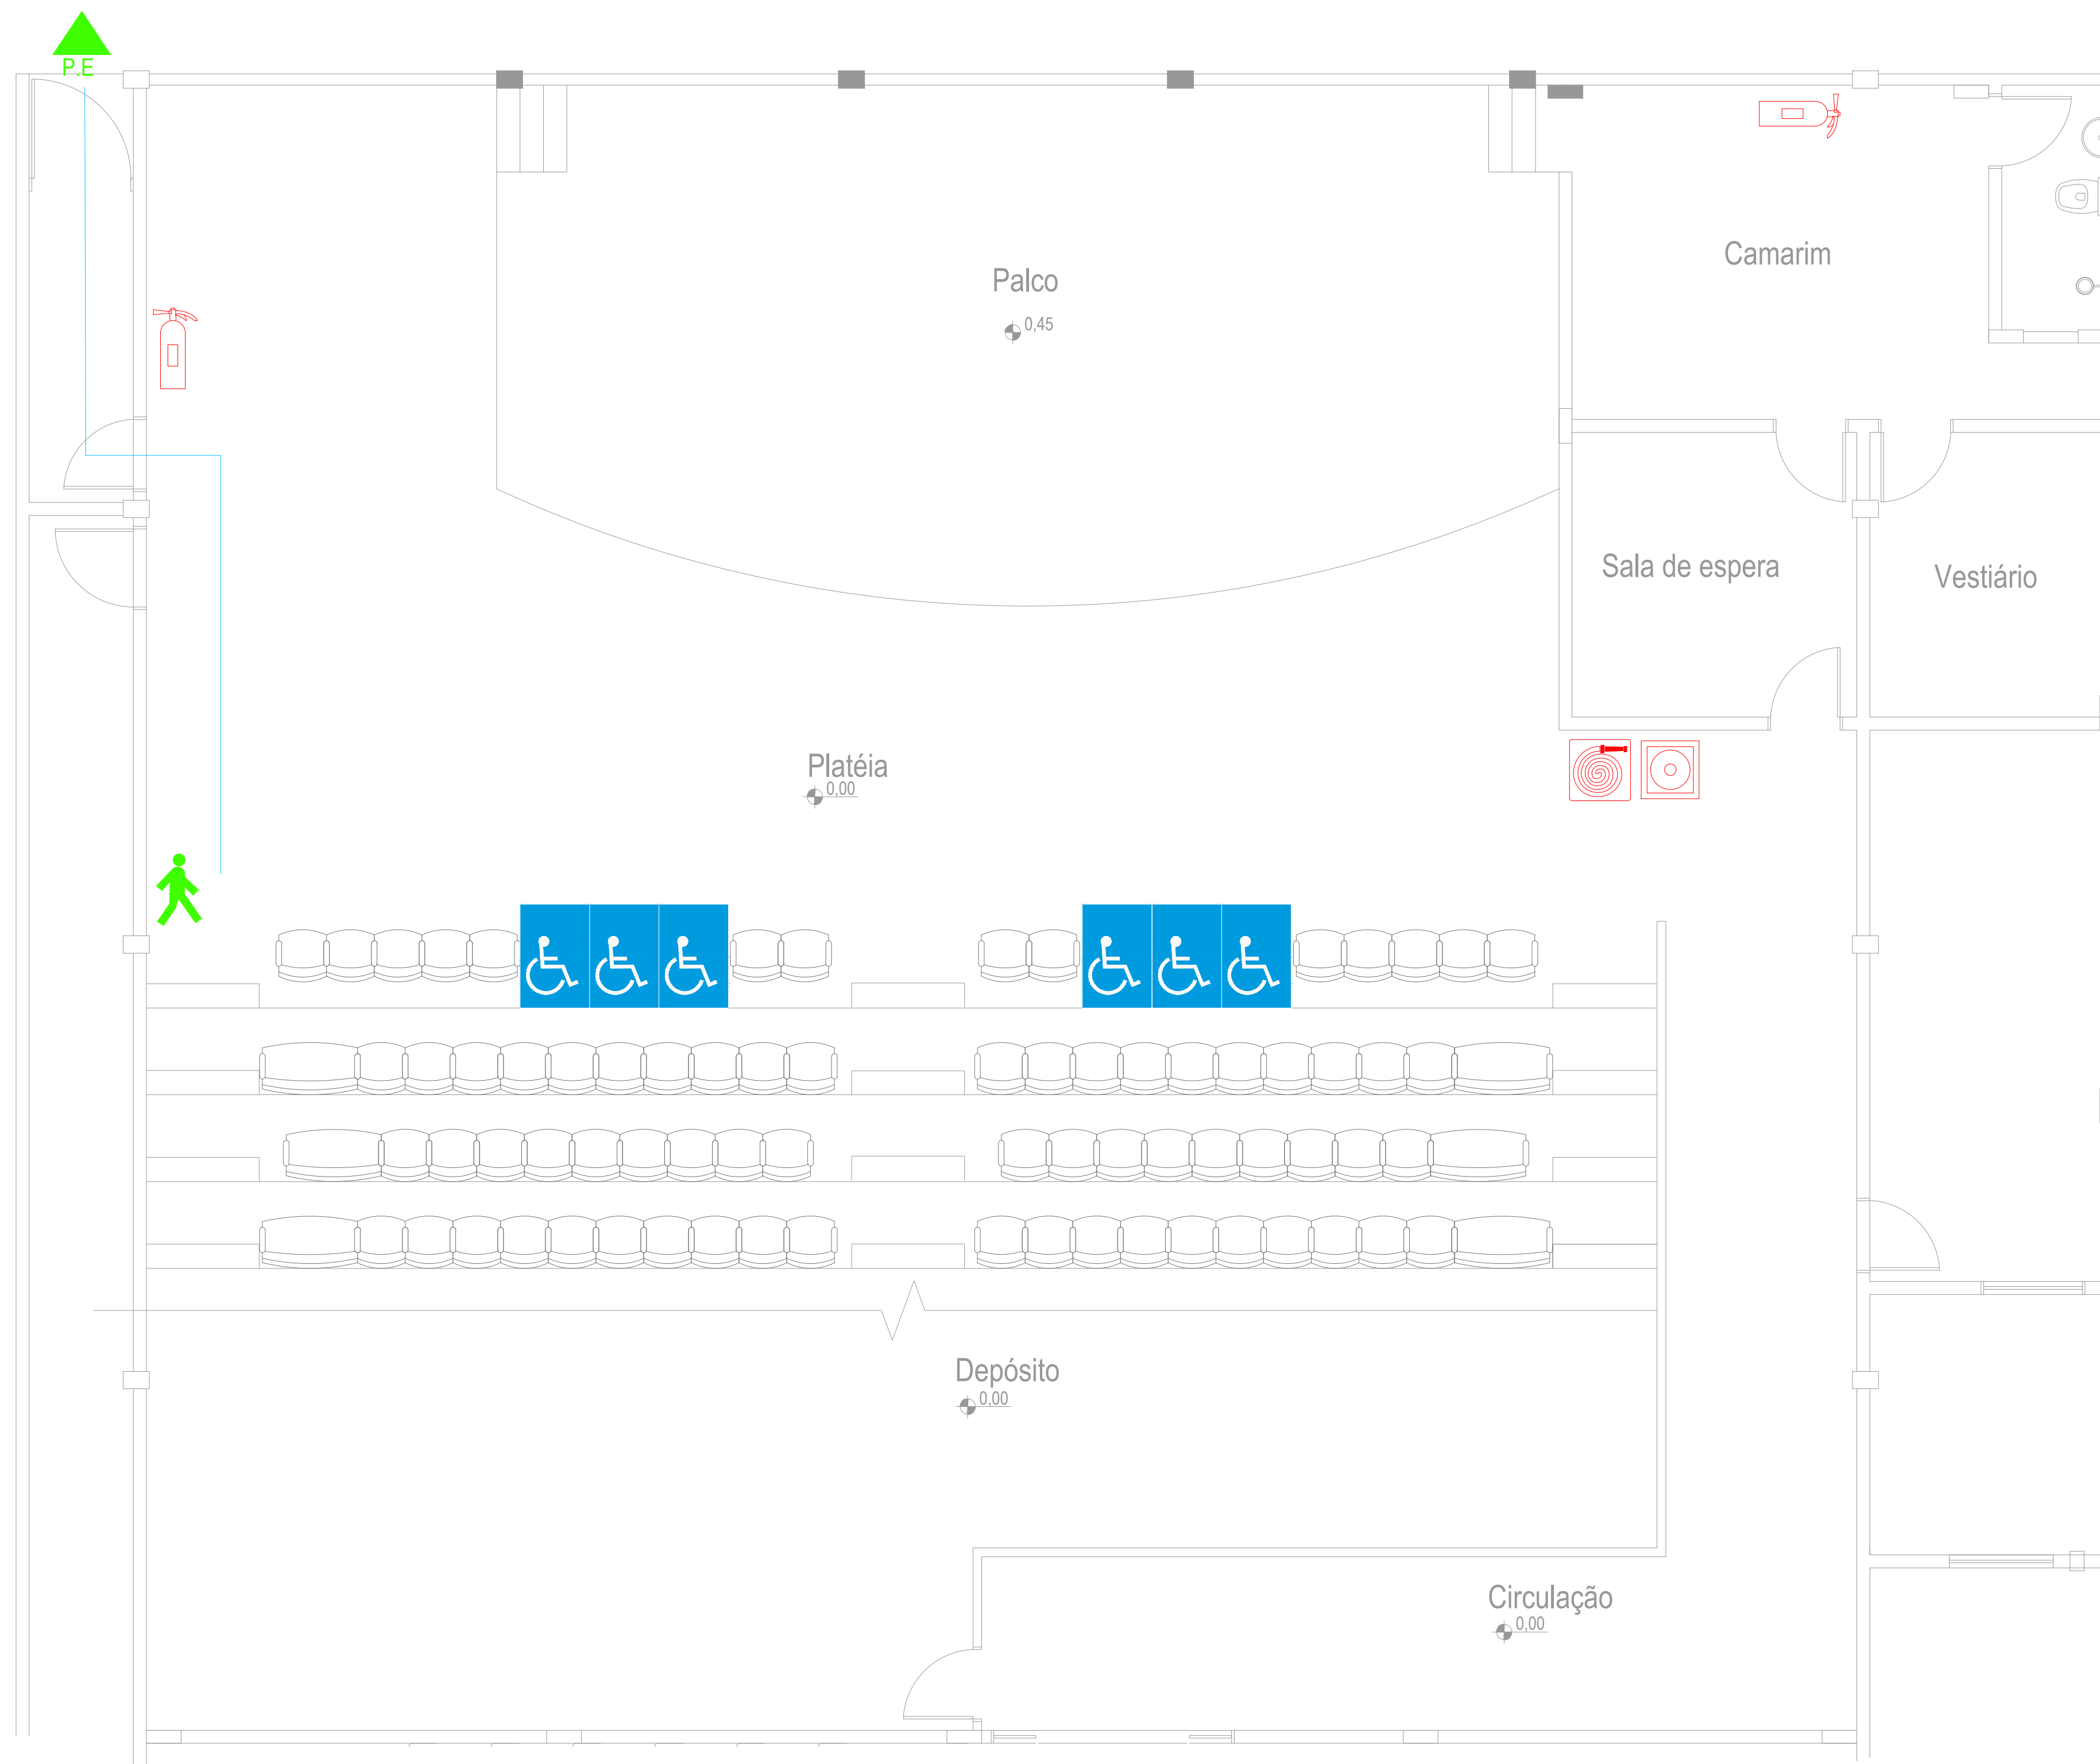 P.E
Camarim
Palco
0,45
Sala de espera
Vestiário
Platéia
0,00
Depósito
0,00
Circulação
0,00